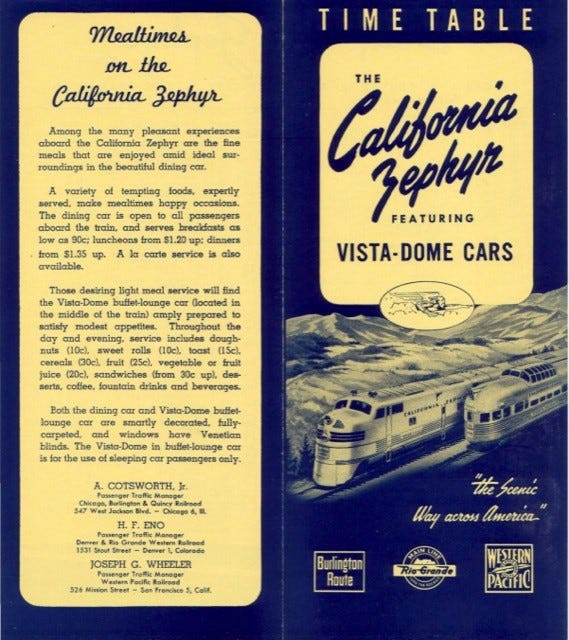 Mealtimes
on the
California Zephyr
Among the many pleasant experiences
aboard the California Zephyr are the fine
meals that are enjoyed amid ideal sur-
roundings in the beautiful dining car.
A variety of tempting foods, expertly
served, make mealtimes happy occasions.
The dining car is open to all passengers
aboard the train, and serves breakfasts as
low as 90c; luncheons from $1.20 up; dinners
from $1.35 up. A la carte service is also
available.
Those desiring light meal service will find
the Vista-Dome buffet-lounge car (located in
the middle of the train) amply prepared to
satisfy modest appetites. Throughout the
day and evening, service includes dough-
nuts (10c), sweet rolls (10c), toast (15c),
cereals (30c), fruit (25c), vegetable or fruit
juice (20c), sandwiches (from 30c up), des-
serts, coffee, fountain drinks and beverages.
Both the dining car and Vista-Dome buffet-
lounge car are smartly decorated, fully-
carpeted, and windows have Venetian
blinds. The Vista-Dome in buffet-lounge car
is for the use of sleeping car passengers only.
A. COTSWORTH, Jr.
Passenger Traffic Manager
Chicago, Burlington & Quincy Railroad
547 West Jackson Blvd. — Chicago 6, Ill.
H. F. ENO
Passenger Traffic Manager
Denver & Rio Grande Western Railroad
1531 Stout Street — Denver 1, Colorado
JOSEPH G. WHEELER
Passenger Traffic Manager
Western Pacific Railroad
526 Mission Street — San Francisco 5, Calif.
TIME TABLE
THE
California
Zephyr
FEATURING
VISTA-DOME CARS
CALIFORNIA
"the Scenic
Way across America"
Burlington
Route
MAIN LINE
Rio Grande
WESTERN
PACIFIC